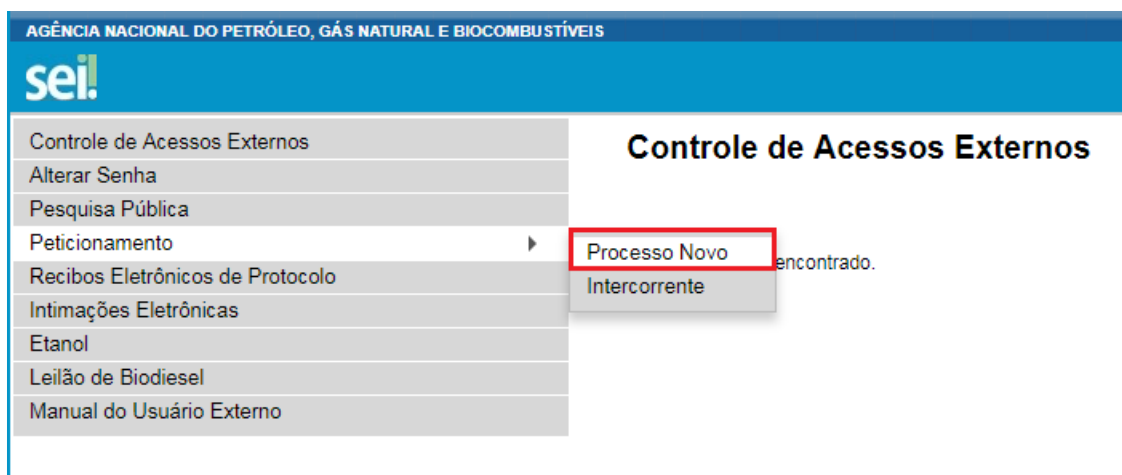 AGÊNCIA NACIONAL DO PETRÓLEO, GÁS NATURAL E BIOCOMBUSTÍVEIS
sei!
Controle de Acessos Externos
Alterar Senha
Pesquisa Pública
Peticionamento
Recibos Eletrônicos de Protocolo
Intimações Eletrônicas
Etanol
Leilão de Biodiesel
Manual do Usuário Externo
Controle de Acessos Externos
Processo Novo
encontrado.
Intercorrente